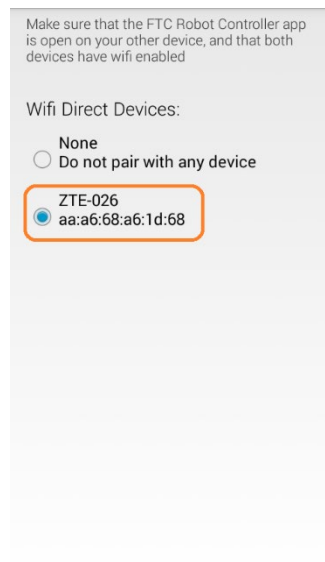 Make sure that the FTC Robot Controller app
is open on your other device, and that both
devices have wifi enabled
Wifi Direct Devices:
None
Do not pair with any device
ZTE-026
aa:a6:68:a6:1d:68